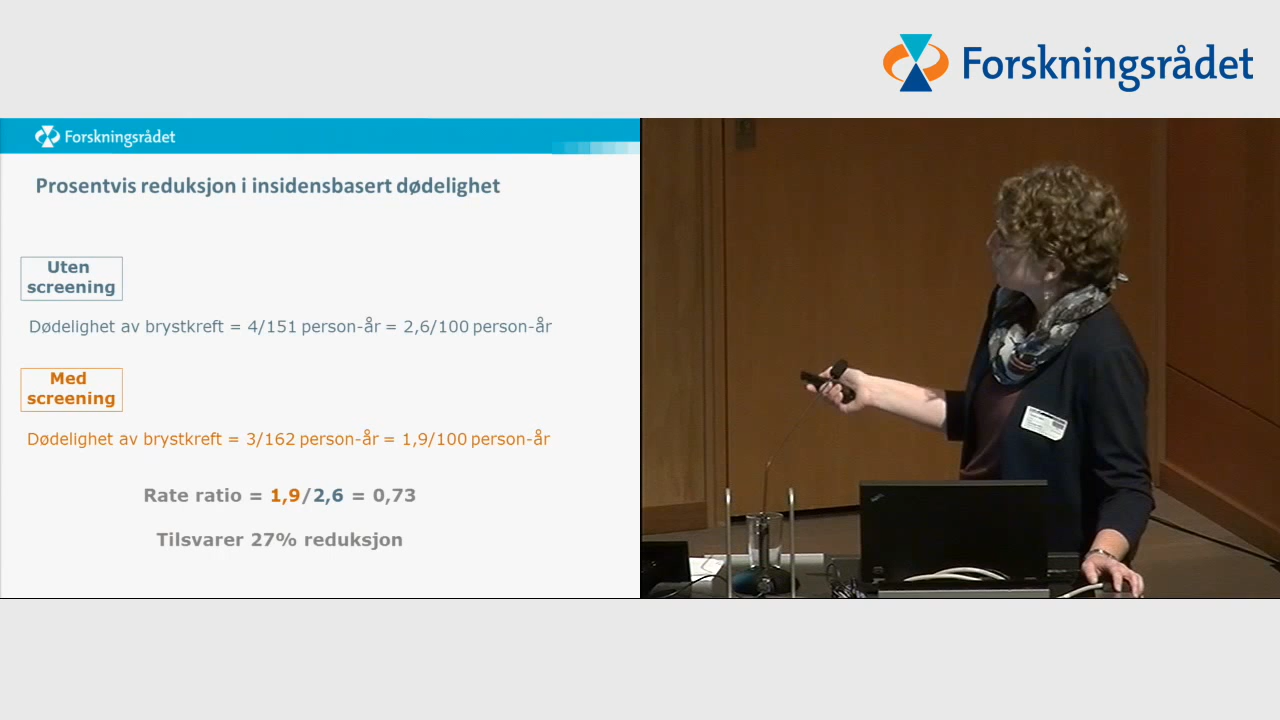 Forskningsrådet
Forskningsrådet
Prosentvis reduksjon i insidensbasert dødelighet
Uten
screening
Dødelighet av brystkreft = 4/151 person-år = 2,6/100 person-år
Med
screening
Dødelighet av brystkreft = 3/162 person-år = 1,9/100 person-år
Rate ratio = 1,9/2,6 = 0,73
Tilsvarer 27% reduksjon